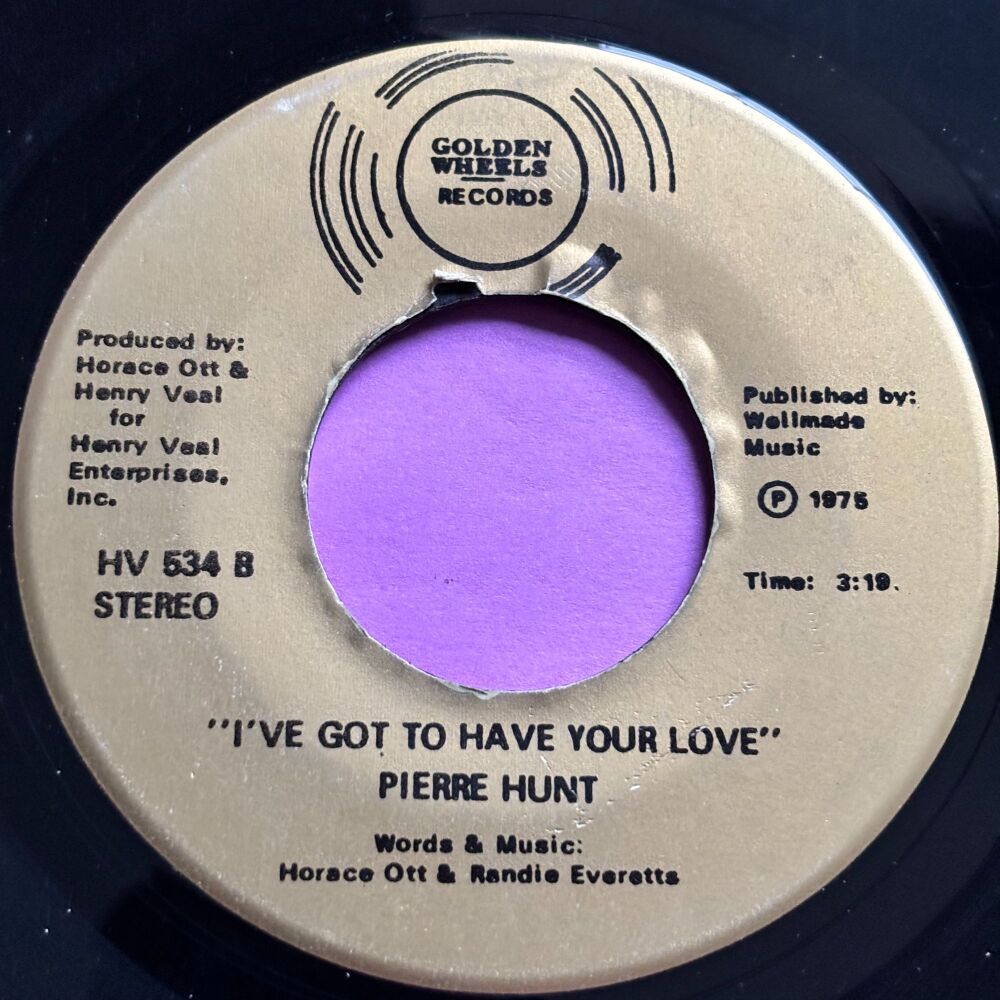 GOLDEN
WHEELS
RECORDS
Produced by:
Horace Ott &
Henry Veal
for
Henry Veal
Enterprises,
Inc.
HV 534 B
STEREO
Published by:
Wellmade
Music
Ⓟ 1975
Time: 3:19.
"I'VE GOT TO HAVE YOUR LOVE"
PIERRE HUNT
Words & Music:
Horace Ott & Randie Everetts